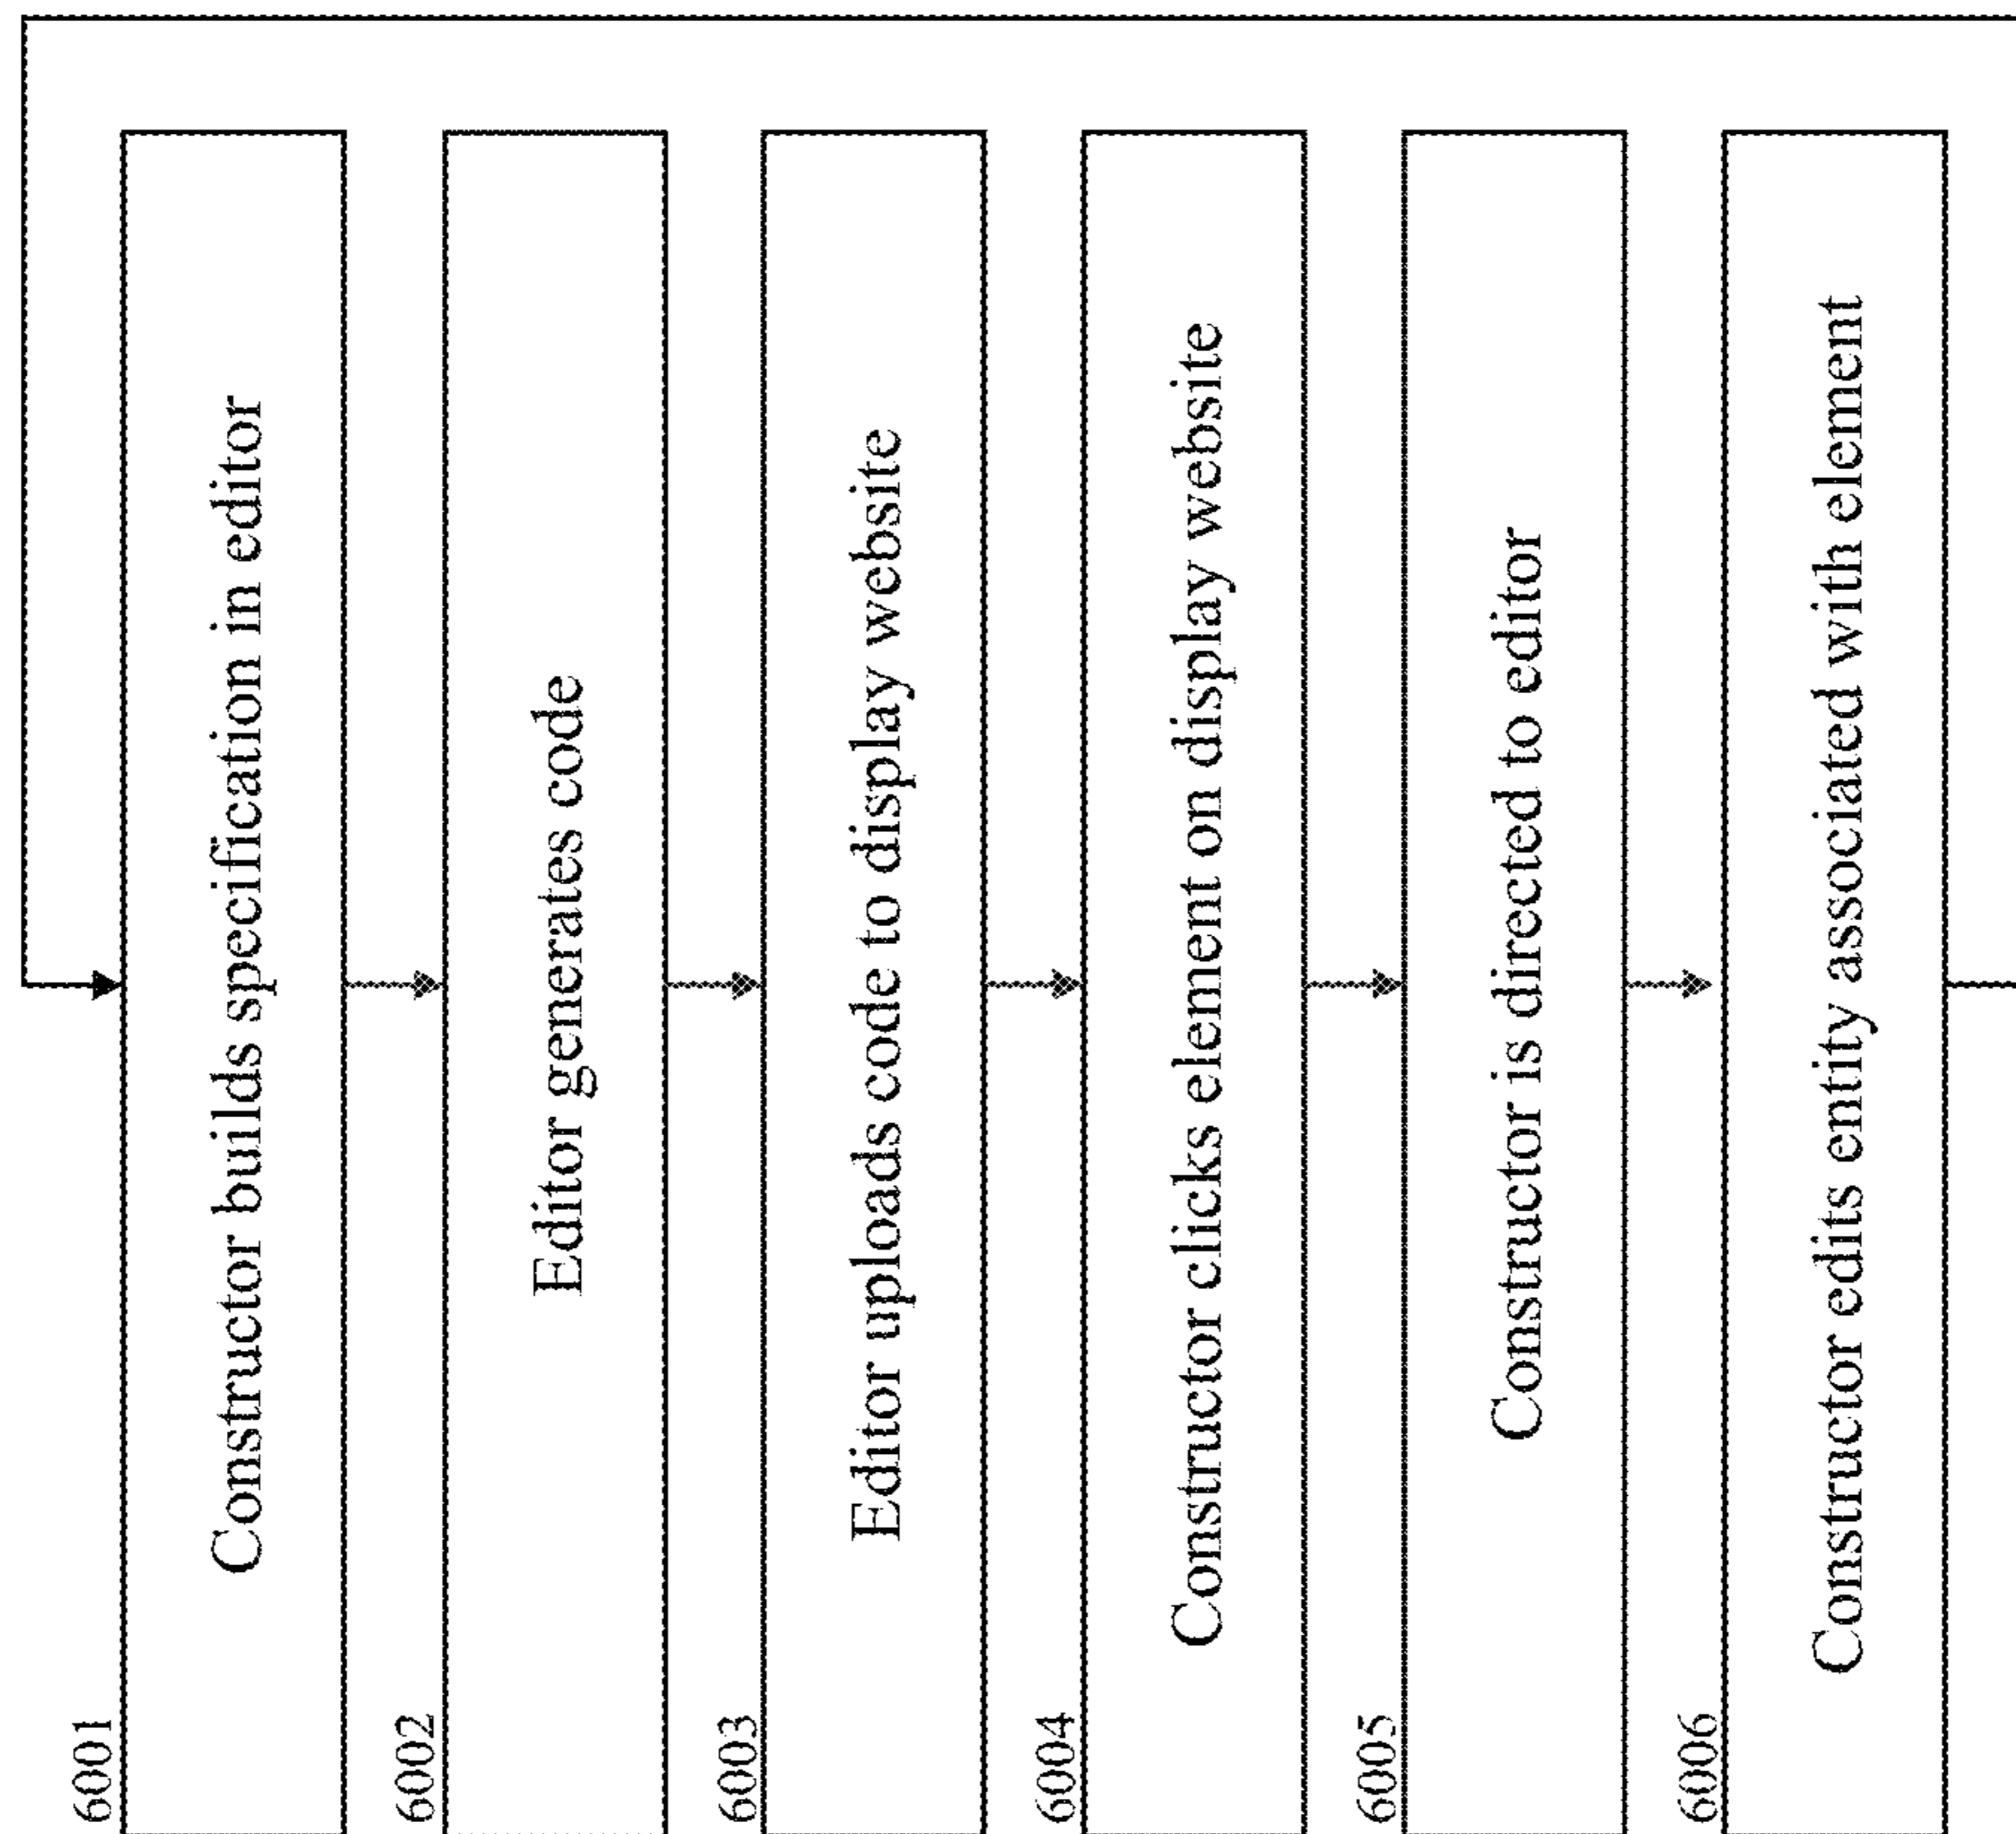 6001
Constructor builds specification in editor
6002
Editor generates code
6003
Editor uploads code to display website
6004
Constructor clicks element on display website
6005
Constructor is directed to editor
6006
Constructor edits entity associated with element